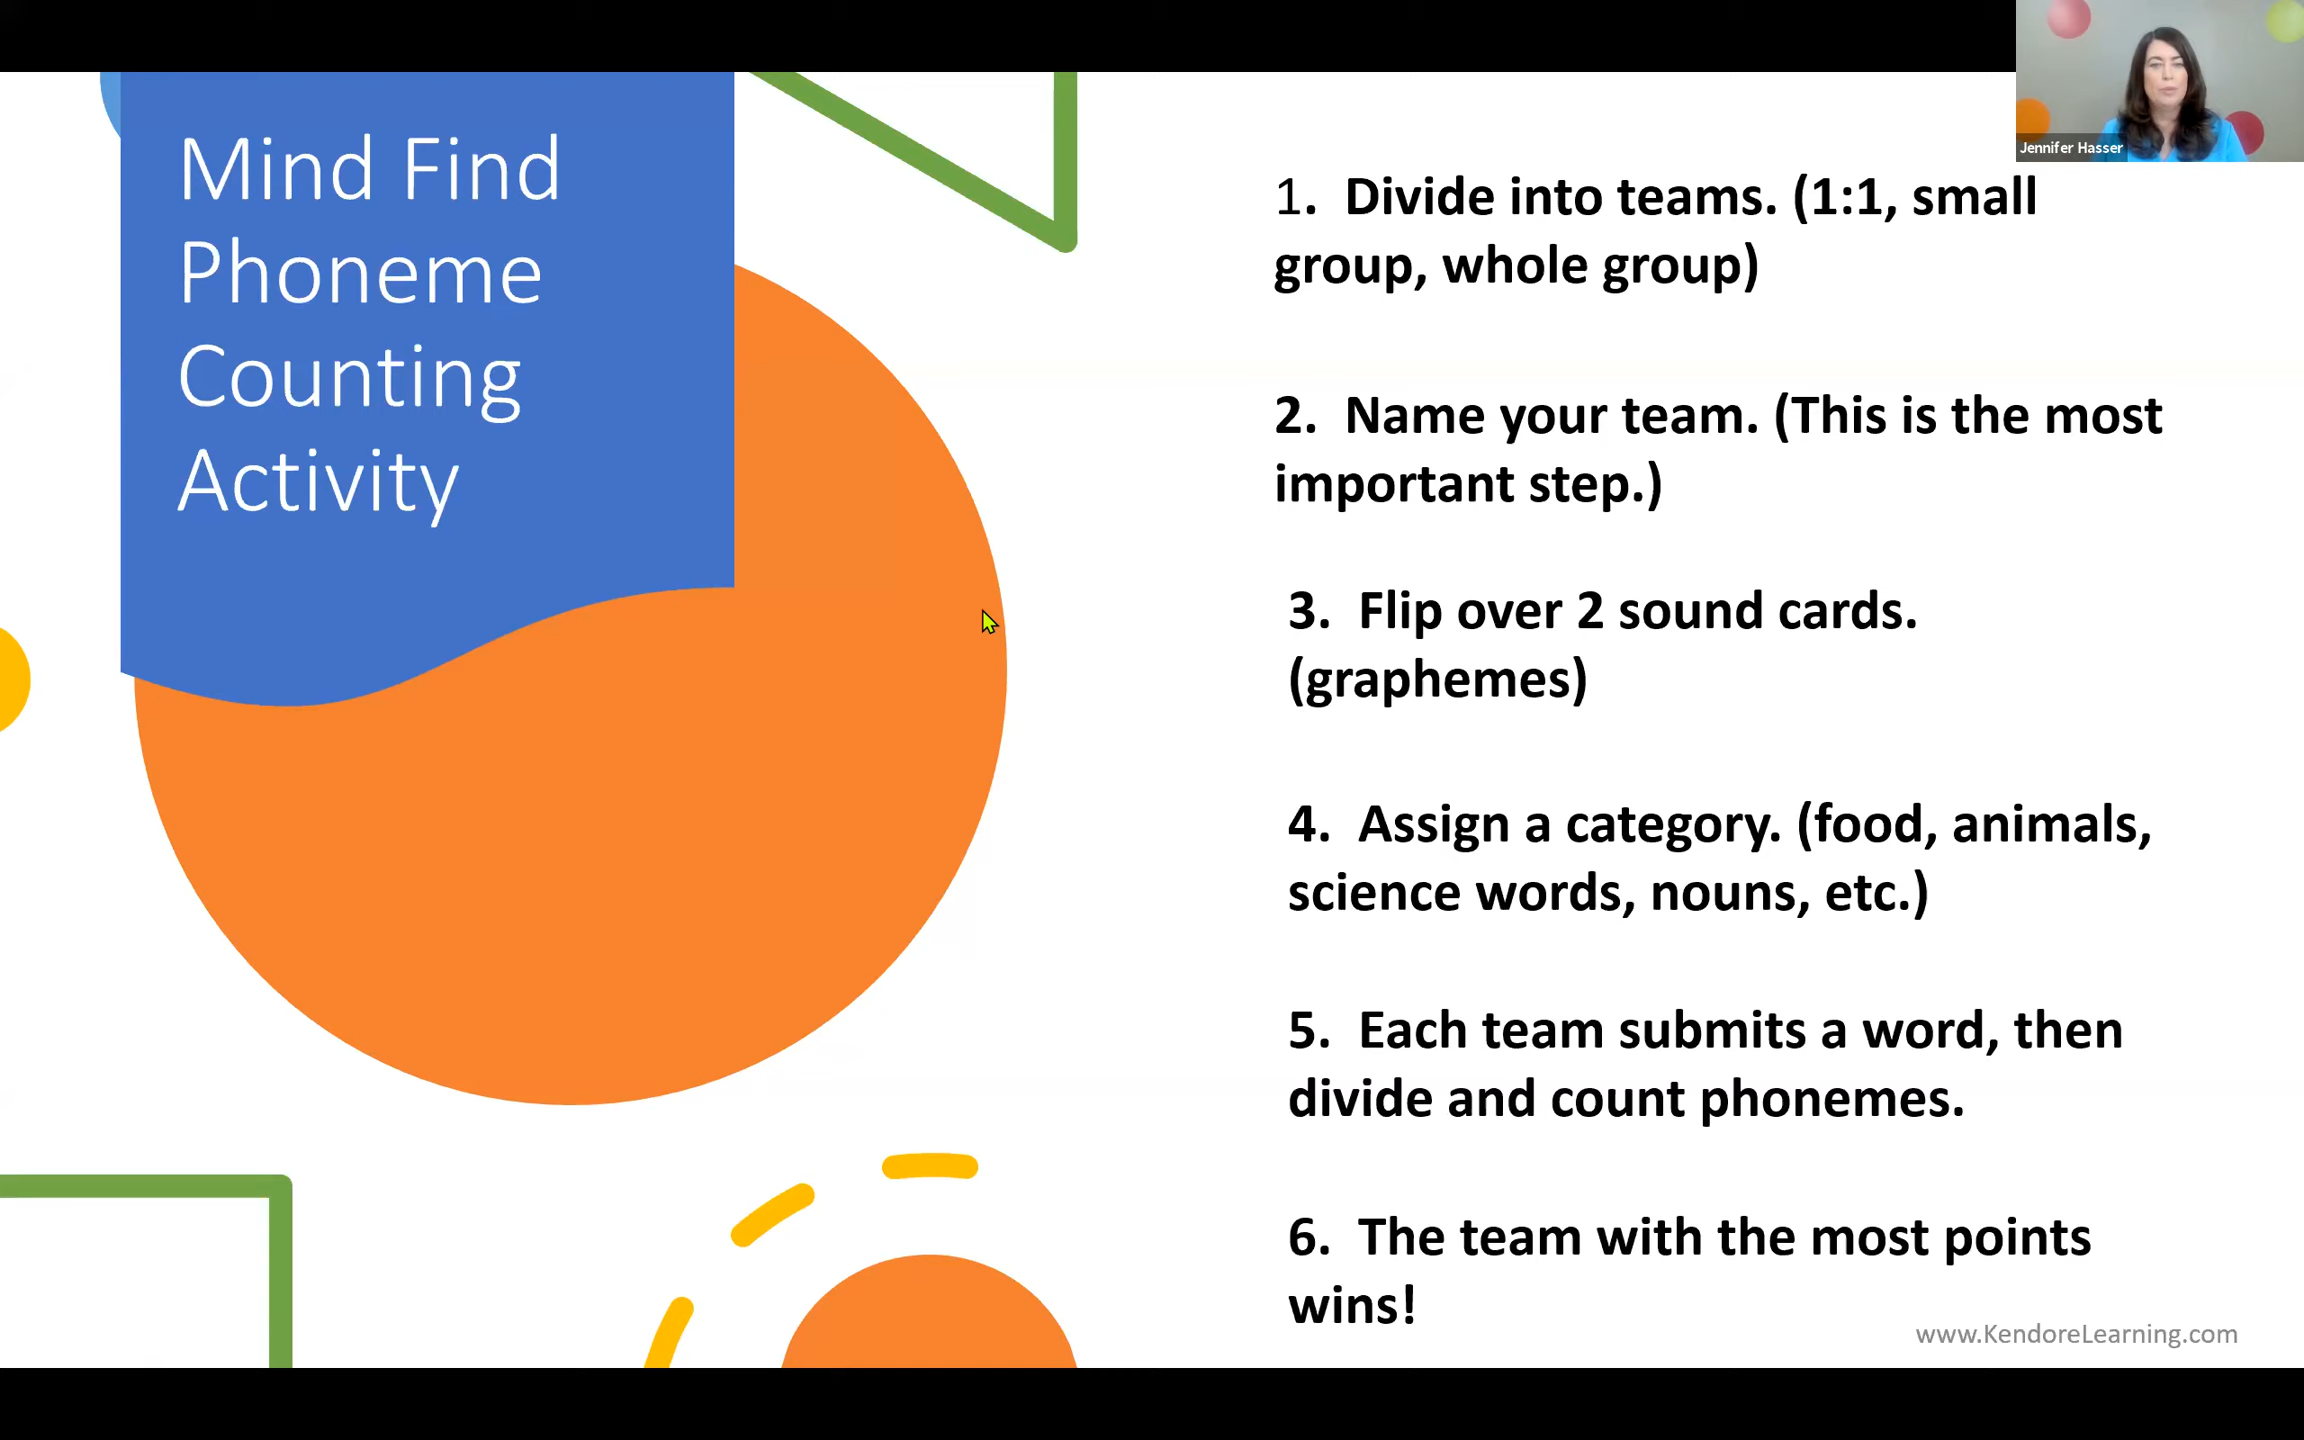 Mind Find
Phoneme
Counting
Activity
Jennifer Hasser
1. Divide into teams. (1:1, small
group, whole group)
2. Name your team. (This is the most
important step.)
3. Flip over 2 sound cards.
(graphemes)
4. Assign a category. (food, animals,
science words, nouns, etc.)
5. Each team submits a word, then
divide and count phonemes.
6. The team with the most points
wins!
www.KendoreLearning.com